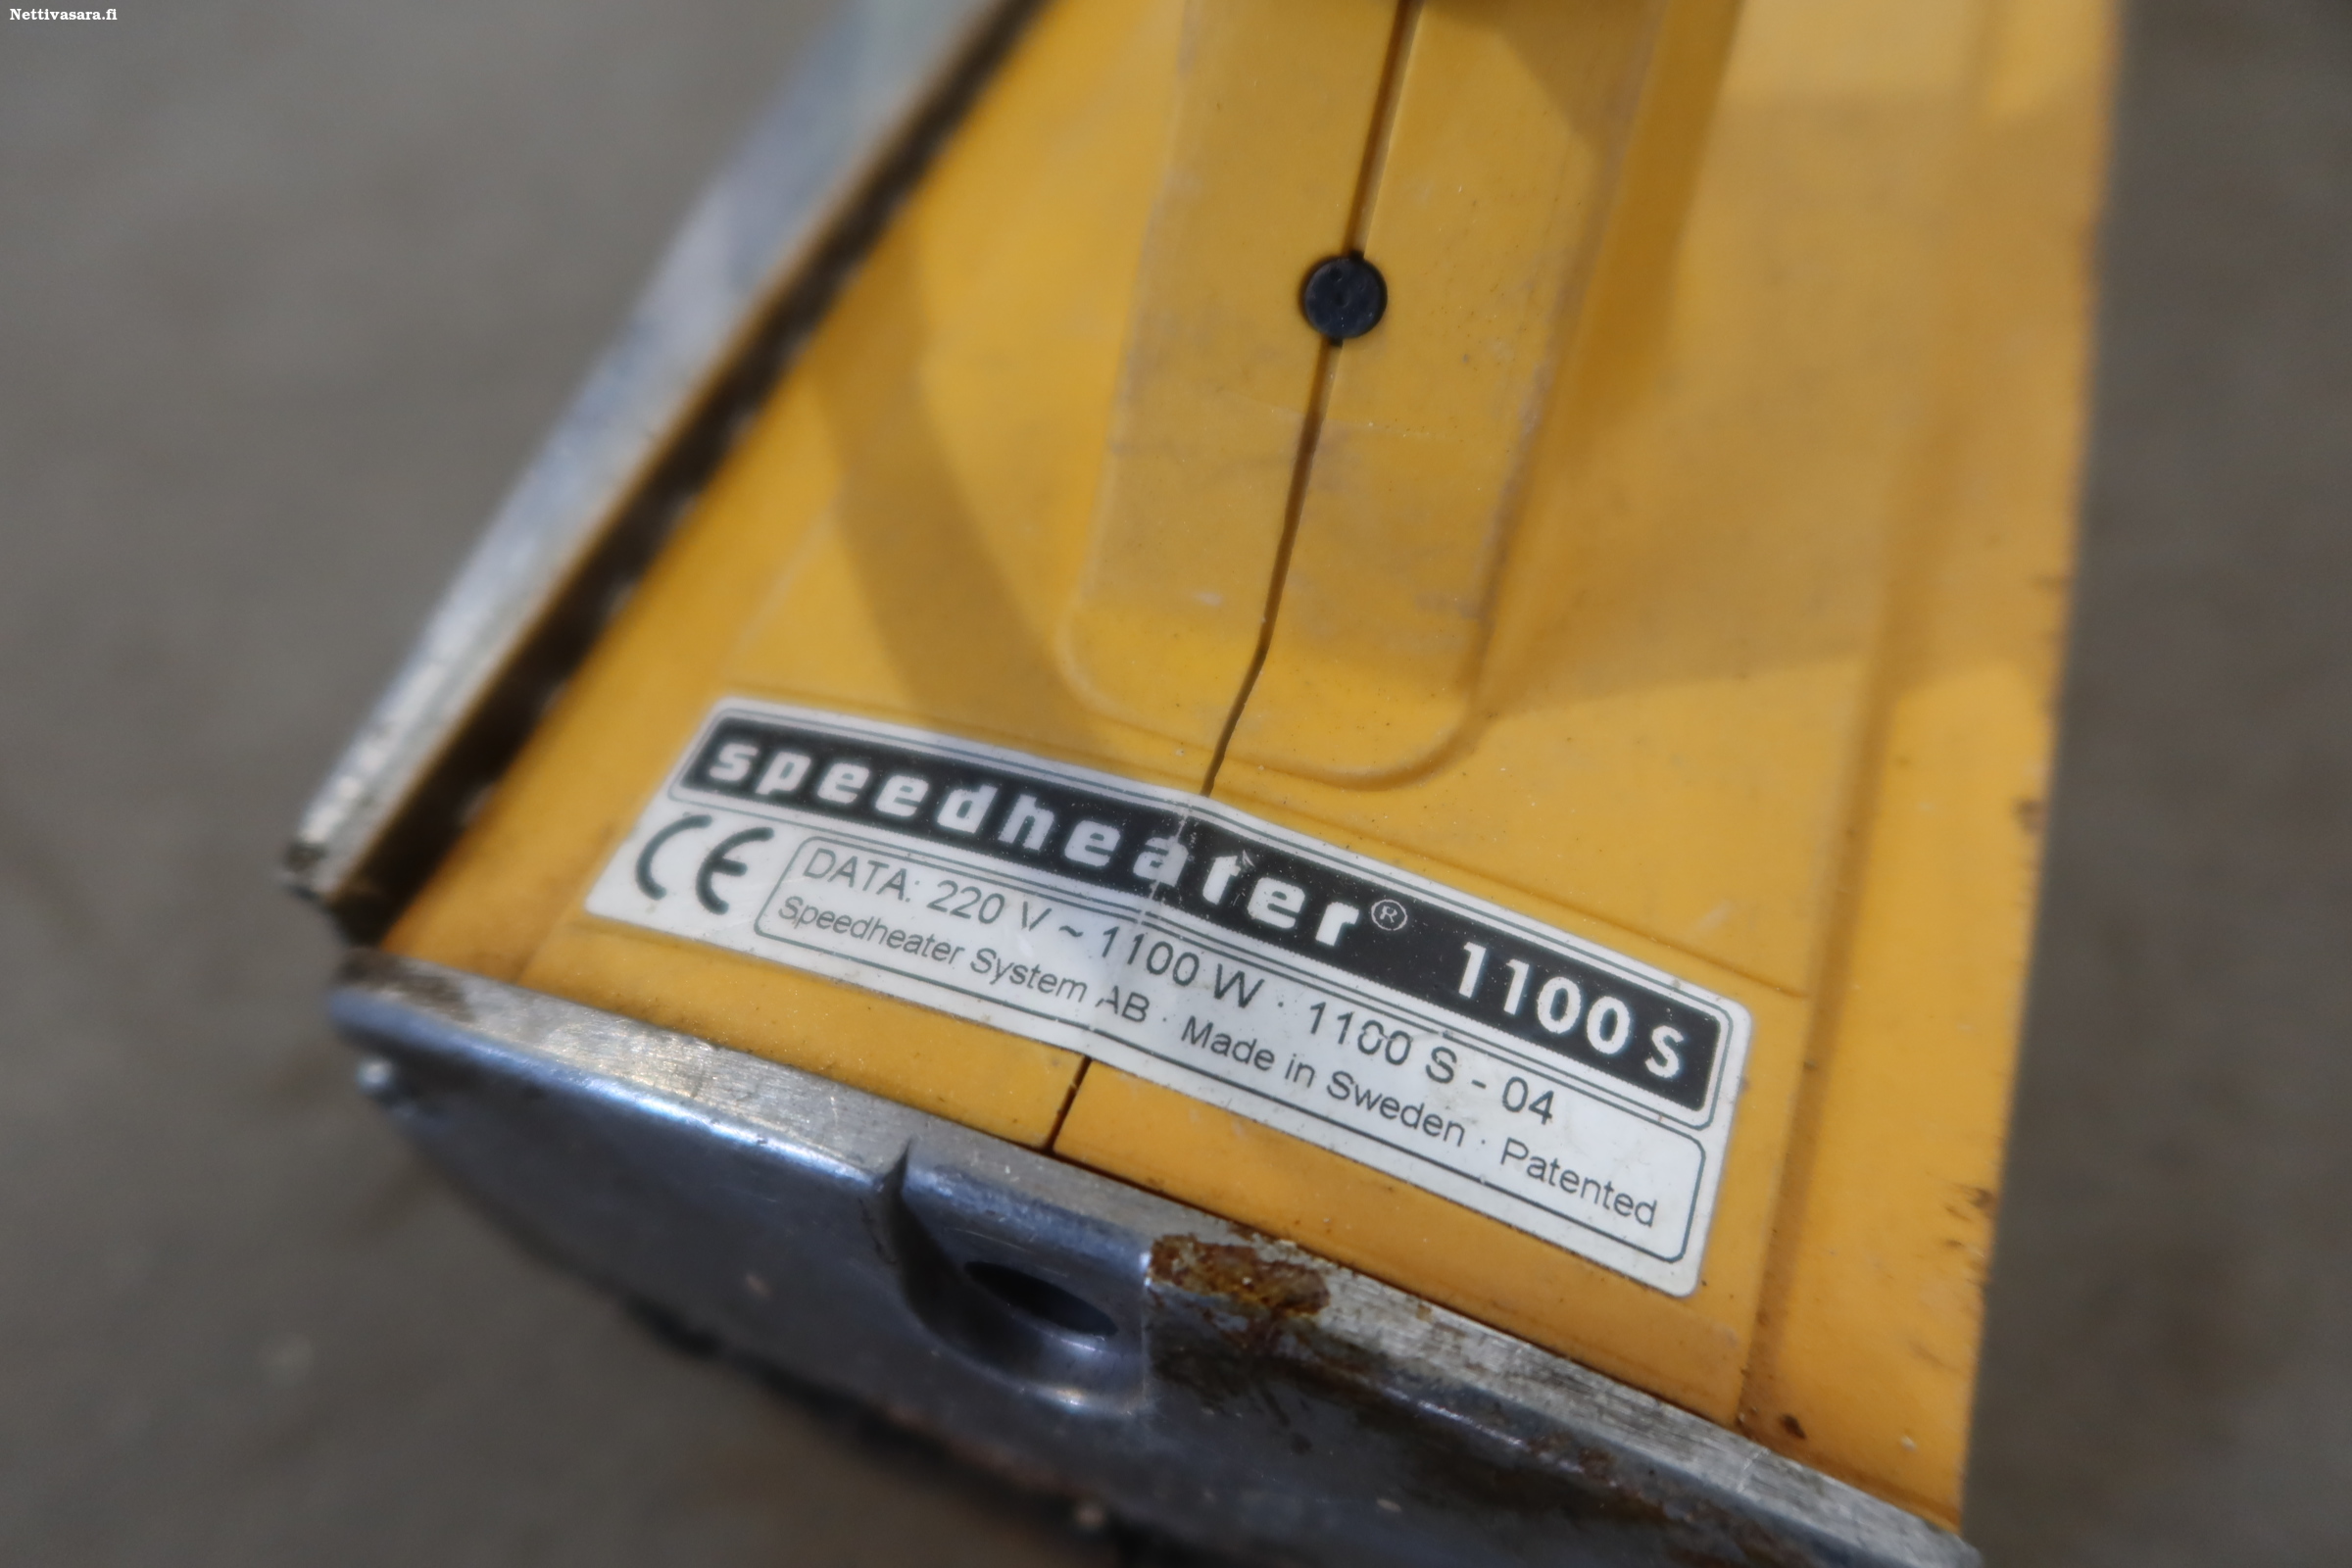 Nettivasara.fi
speedheater® 1100 S
CE DATA: 220 V ~ 1100 W · 1100 S - 04
Speedheater System AB · Made in Sweden · Patented